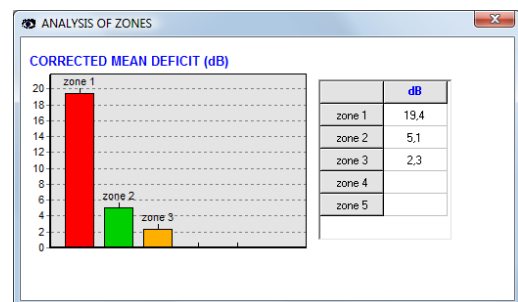 ANALYSIS OF ZONES
x
CORRECTED MEAN DEFICIT (dB)
20
18
16
14
12
10
8
6
4
2
0
zone 1
zone 2
zone 3
dB
zone 1 19,4
zone 2 5,1
zone 3 2,3
zone 4
zone 5